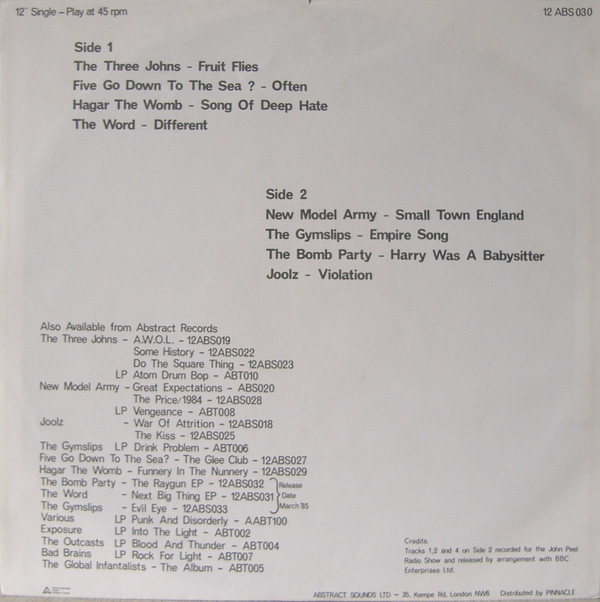 12" Single – Play at 45 rpm
12 ABS 030
Side 1
The Three Johns - Fruit Flies
Five Go Down To The Sea ? - Often
Hagar The Womb - Song Of Deep Hate
The Word - Different
Side 2
New Model Army - Small Town England
The Gymslips - Empire Song
The Bomb Party - Harry Was A Babysitter
Joolz - Violation
Also Available from Abstract Records
The Three Johns - A.W.O.L. - 12ABS019
Some History - 12ABS022
Do The Square Thing - 12ABS023
LP Atom Drum Bop - ABT010
New Model Army - Great Expectations - ABS020
The Price/1984 - 12ABS028
LP Vengeance - ABT008
Joolz - War Of Attrition - 12ABS018
The Kiss - 12ABS025
The Gymslips LP Drink Problem - ABT006
Five Go Down To The Sea? - The Glee Club - 12ABS027
Hagar The Womb - Funnery In The Nunnery - 12ABS029
The Bomb Party - The Raygun EP - 12ABS032
The Word - Next Big Thing EP - 12ABS031
The Gymslips - Evil Eye - 12ABS033
Release
Date
March '85
Various LP Punk And Disorderly - AABT100
Exposure LP Into The Light - ABT002
The Outcasts LP Blood And Thunder - ABT004
Bad Brains LP Rock For Light - ABT007
The Global Infantalists - The Album - ABT005
Credits.
Tracks 1,2 and 4 on Side 2 recorded for the John Peel
Radio Show and released by arrangement with BBC
Enterprises Ltd.
ABSTRACT SOUNDS LTD – 35, Kempe Rd, London NW6 Distributed by PINNACLE